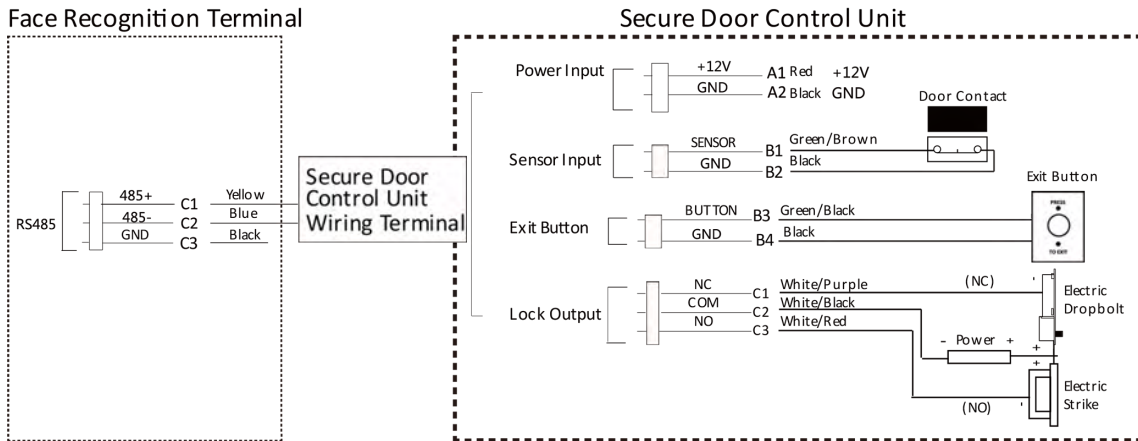 Face Recognition Terminal
Secure Door Control Unit
RS485
485+ C1 Yellow
485- C2 Blue
GND C3 Black
Secure Door
Control Unit
Wiring Terminal
Power Input
+12V A1 Red +12V
GND A2 Black GND
Door Contact
Sensor Input
SENSOR B1 Green/Brown
GND B2 Black
Exit Button
Exit Button
BUTTON B3 Green/Black
GND B4 Black
PRESS
TO EXIT
Lock Output
NC C1 White/Purple (NC)
COM C2 White/Black
NO C3 White/Red
Electric
Dropbolt
- Power + +
+
Electric
Strike
(NO)